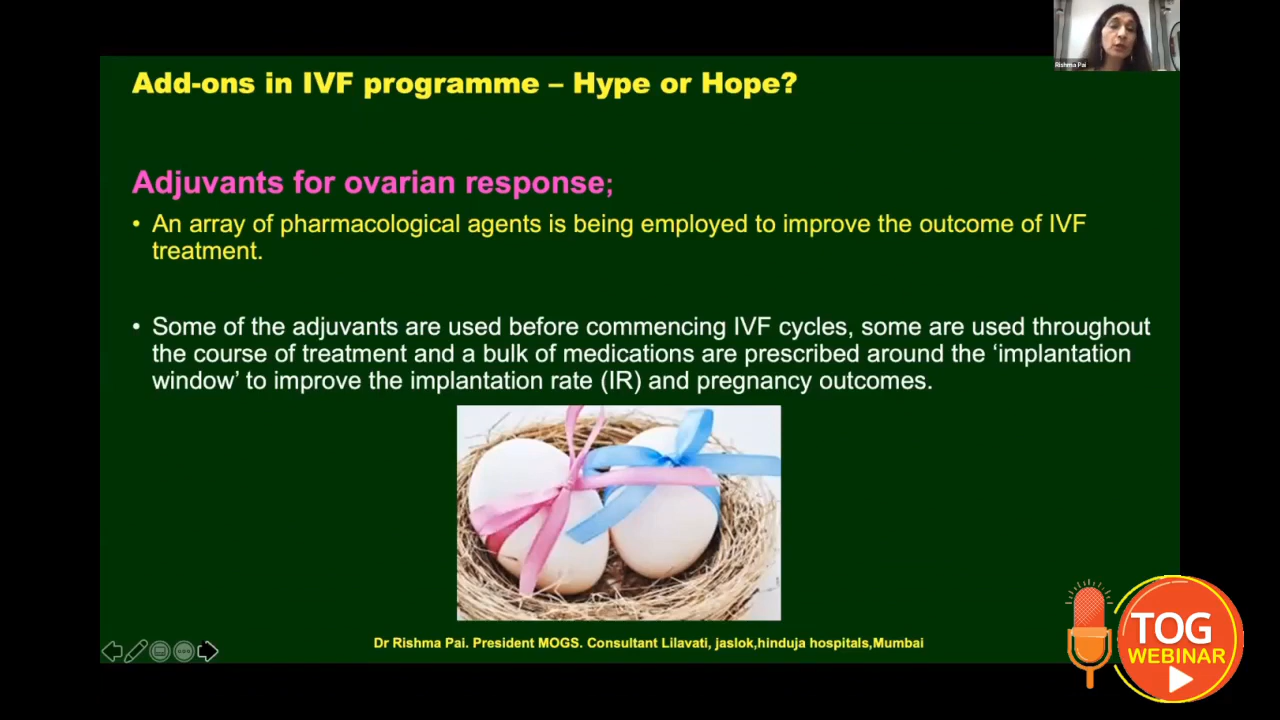 Rishma Pai
Add-ons in IVF programme – Hype or Hope?
Adjuvants for ovarian response;
• An array of pharmacological agents is being employed to improve the outcome of IVF
treatment.
• Some of the adjuvants are used before commencing IVF cycles, some are used throughout
the course of treatment and a bulk of medications are prescribed around the ‘implantation
window’ to improve the implantation rate (IR) and pregnancy outcomes.
Dr Rishma Pai. President MOGS. Consultant Lilavati, jaslok,hinduja hospitals,Mumbai
TOG
WEBINAR